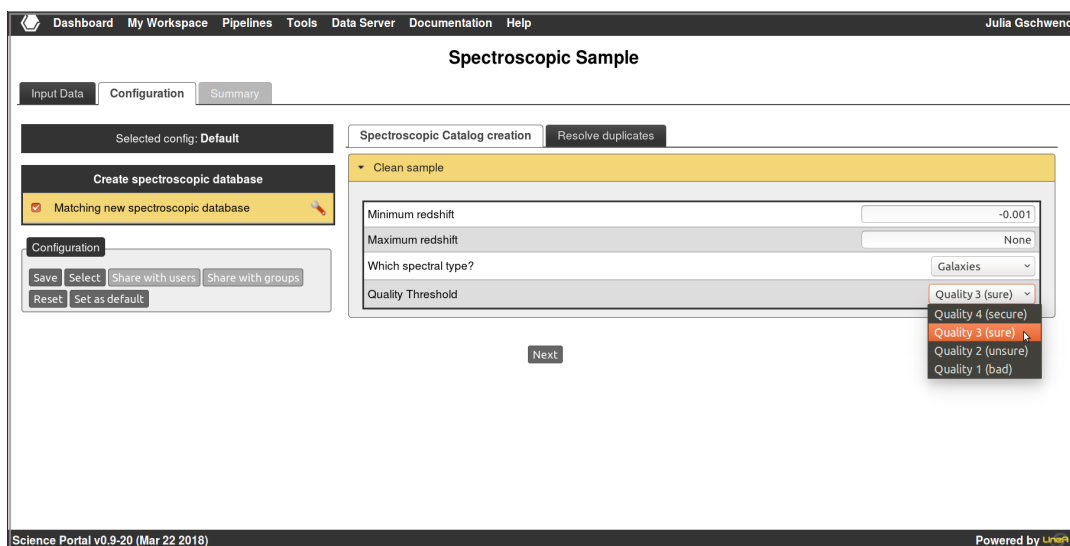 Dashboard My Workspace Pipelines Tools Data Server Documentation Help Julia Gschwend
Spectroscopic Sample
Input Data Configuration Summary
Selected config: Default
Create spectroscopic database
Matching new spectroscopic database
Configuration
Save Select Share with users Share with groups
Reset Set as default
Spectroscopic Catalog creation Resolve duplicates
Clean sample
Minimum redshift -0.001
Maximum redshift None
Which spectral type? Galaxies
Quality Threshold Quality 3 (sure)
Quality 4 (secure)
Quality 3 (sure)
Quality 2 (unsure)
Quality 1 (bad)
Next
Science Portal v0.9-20 (Mar 22 2018) Powered by LIneA